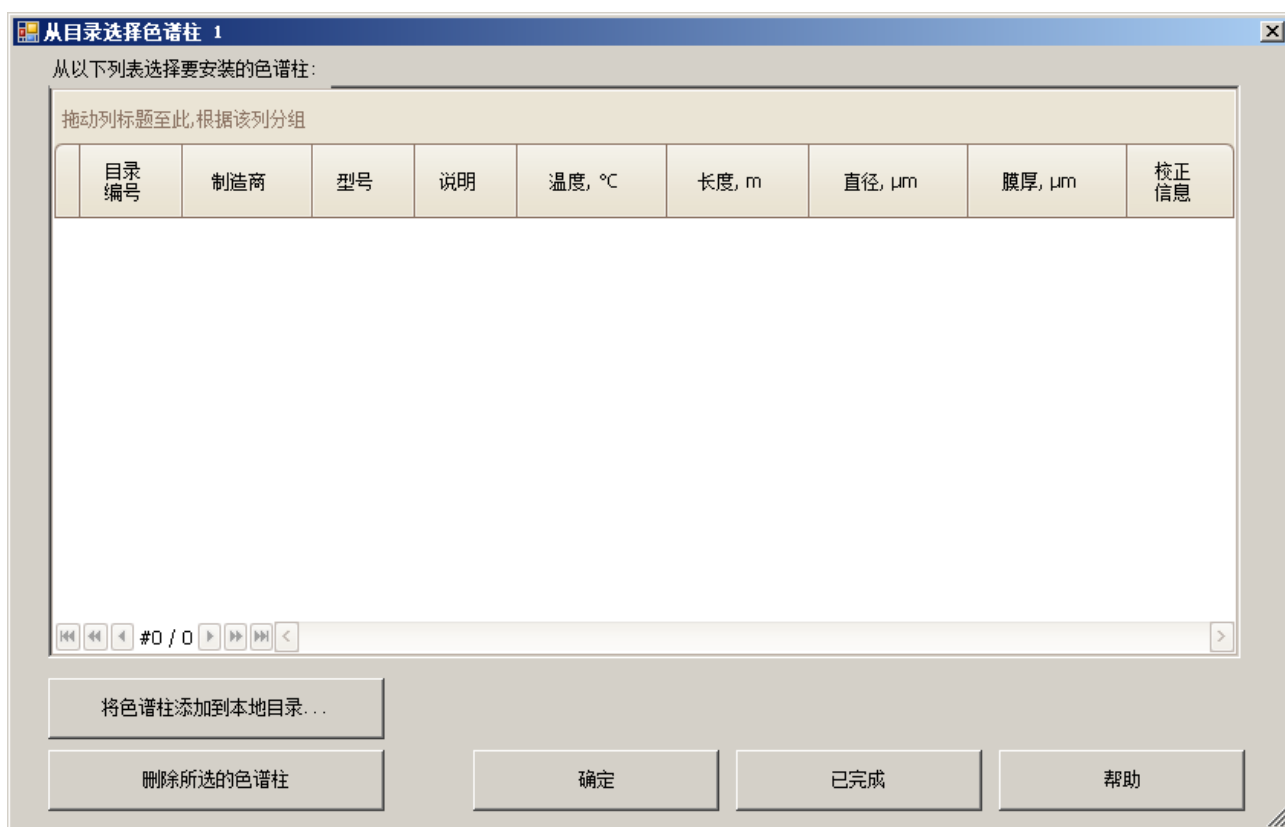 从目录选择色谱柱 1
从以下列表选择要安装的色谱柱:
拖动列标题至此,根据该列分组
目录
编号
制造商
型号
说明
温度, °C
长度, m
直径, μm
膜厚, μm
校正
信息
#0 / 0
将色谱柱添加到本地目录...
删除所选的色谱柱
确定
已完成
帮助